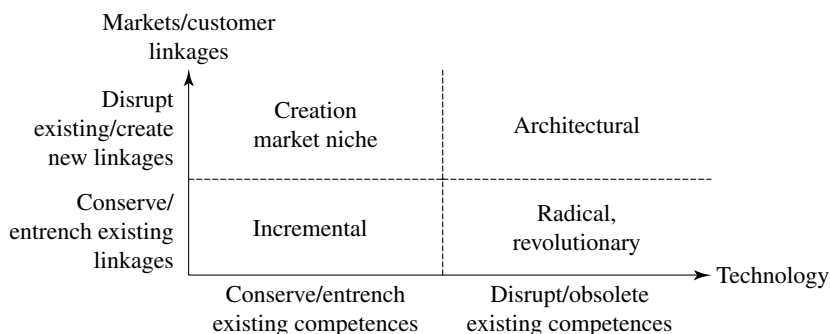 Markets/customer
linkages
Disrupt
existing/create
new linkages
Creation
market niche
Architectural
Conserve/
entrench existing
linkages
Incremental
Radical,
revolutionary
Technology
Conserve/entrench
existing competences
Disrupt/obsolete
existing competences